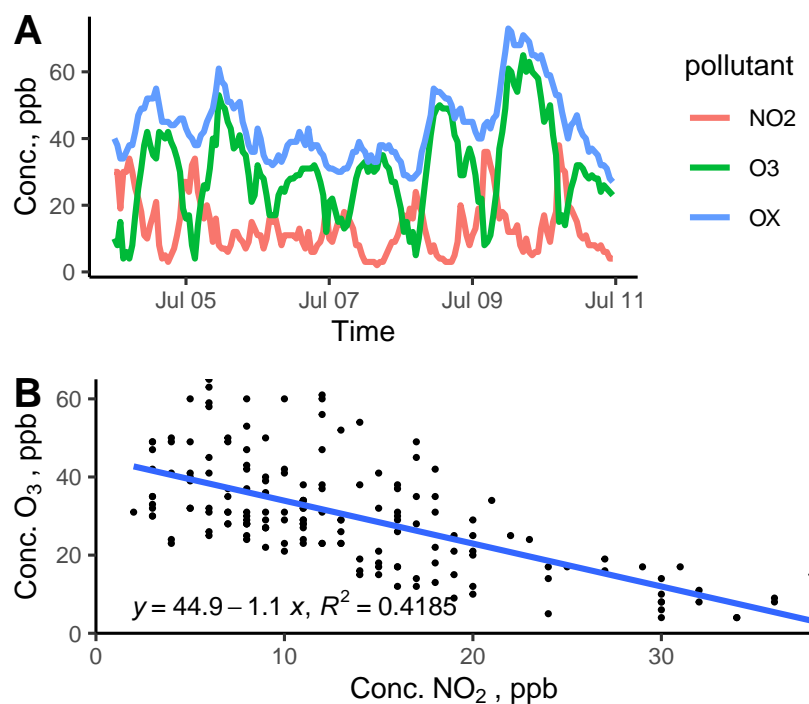 A
Conc., ppb
60
40
20
0
Jul 05 Jul 07 Jul 09 Jul 11
Time
pollutant
NO2
O3
OX
B
Conc. O₃ , ppb
60
40
20
0
y = 44.9 − 1.1 x, R² = 0.4185
0 10 20 30
Conc. NO₂ , ppb